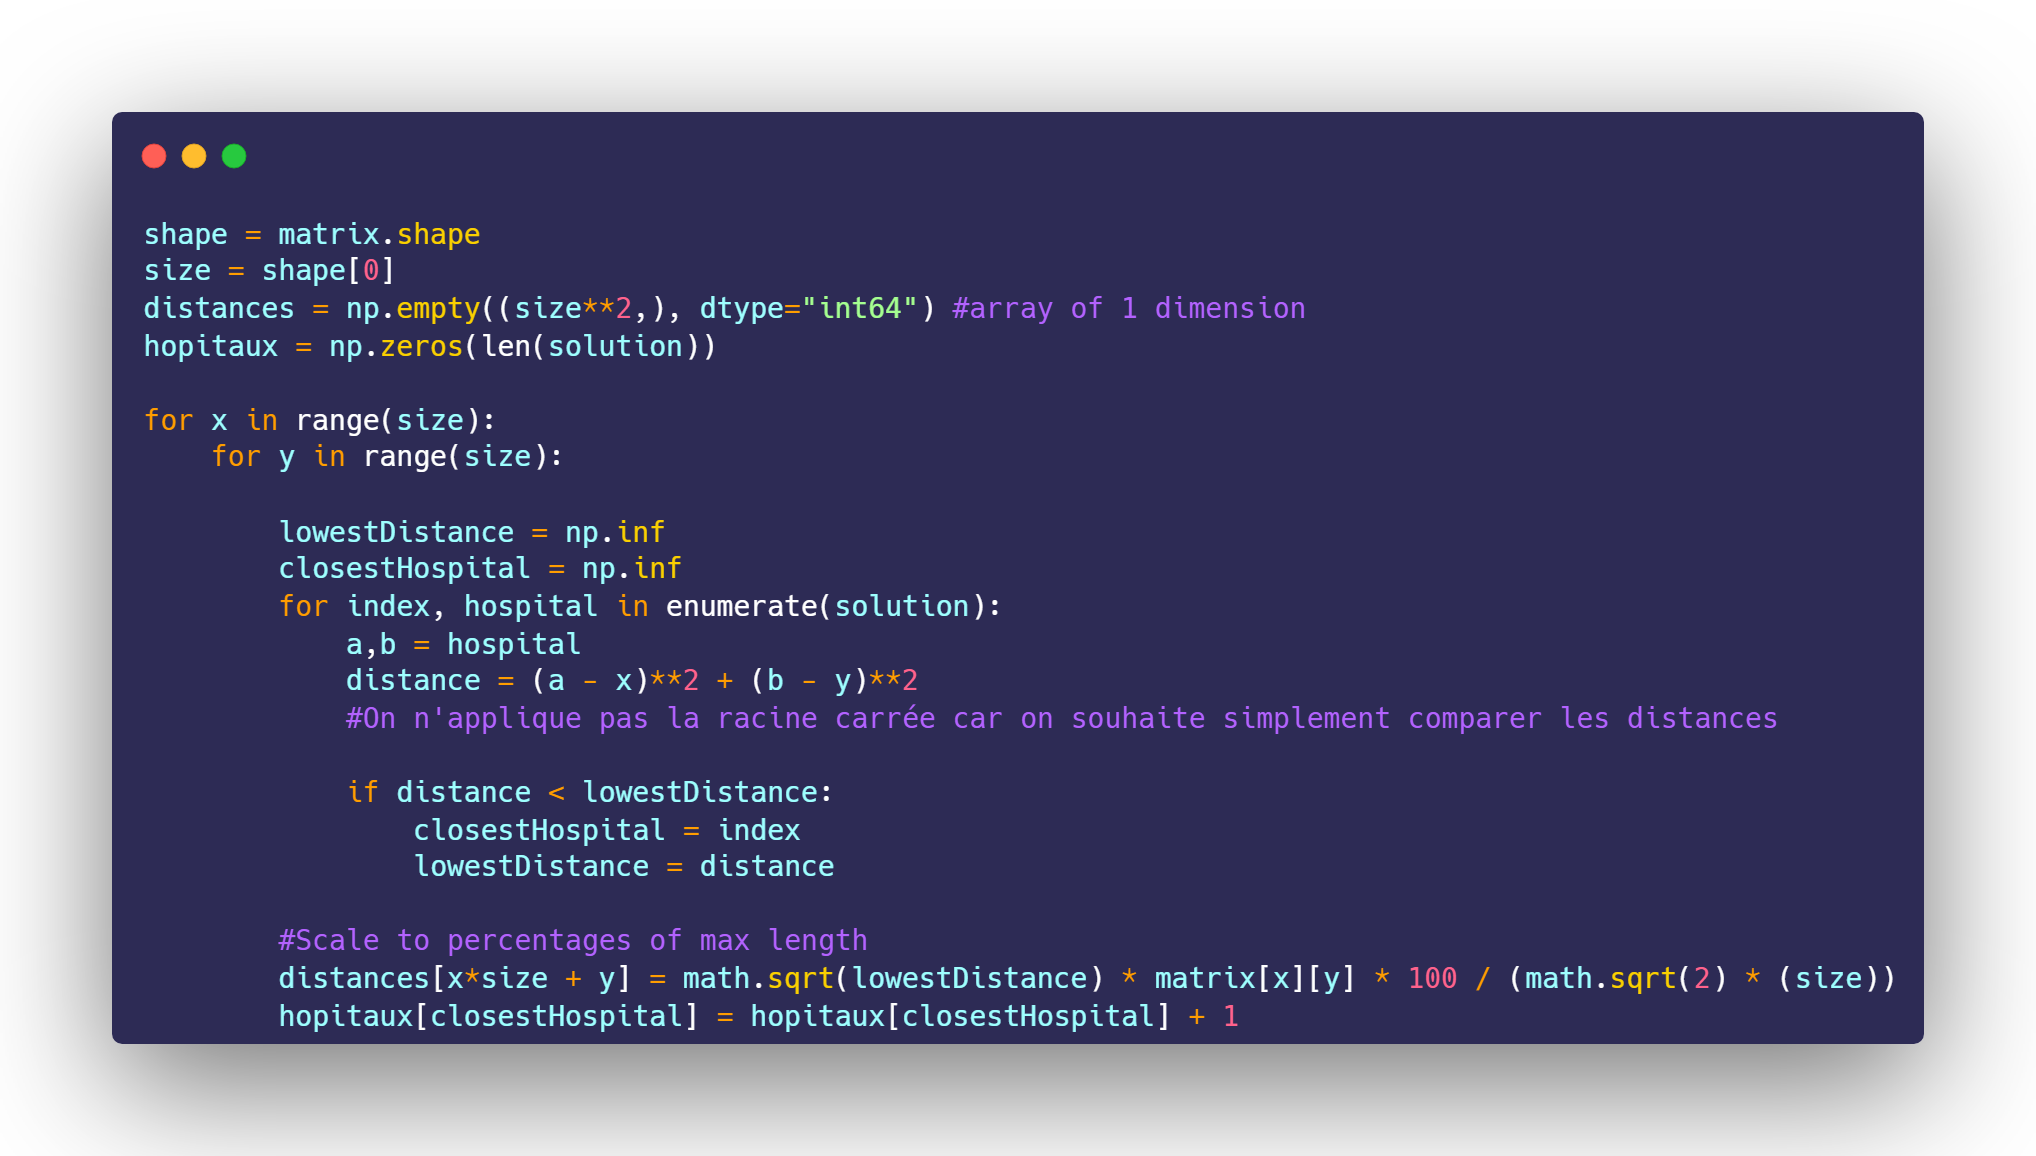 shape = matrix.shape
size = shape[0]
distances = np.empty((size**2,), dtype="int64") #array of 1 dimension
hopitaux = np.zeros(len(solution))
for x in range(size):
    for y in range(size):
        lowestDistance = np.inf
        closestHospital = np.inf
        for index, hospital in enumerate(solution):
            a,b = hospital
            distance = (a - x)**2 + (b - y)**2
            #On n'applique pas la racine carrée car on souhaite simplement comparer les distances
            if distance < lowestDistance:
                closestHospital = index
                lowestDistance = distance
        #Scale to percentages of max length
        distances[x*size + y] = math.sqrt(lowestDistance) * matrix[x][y] * 100 / (math.sqrt(2) * (size))
        hopitaux[closestHospital] = hopitaux[closestHospital] + 1